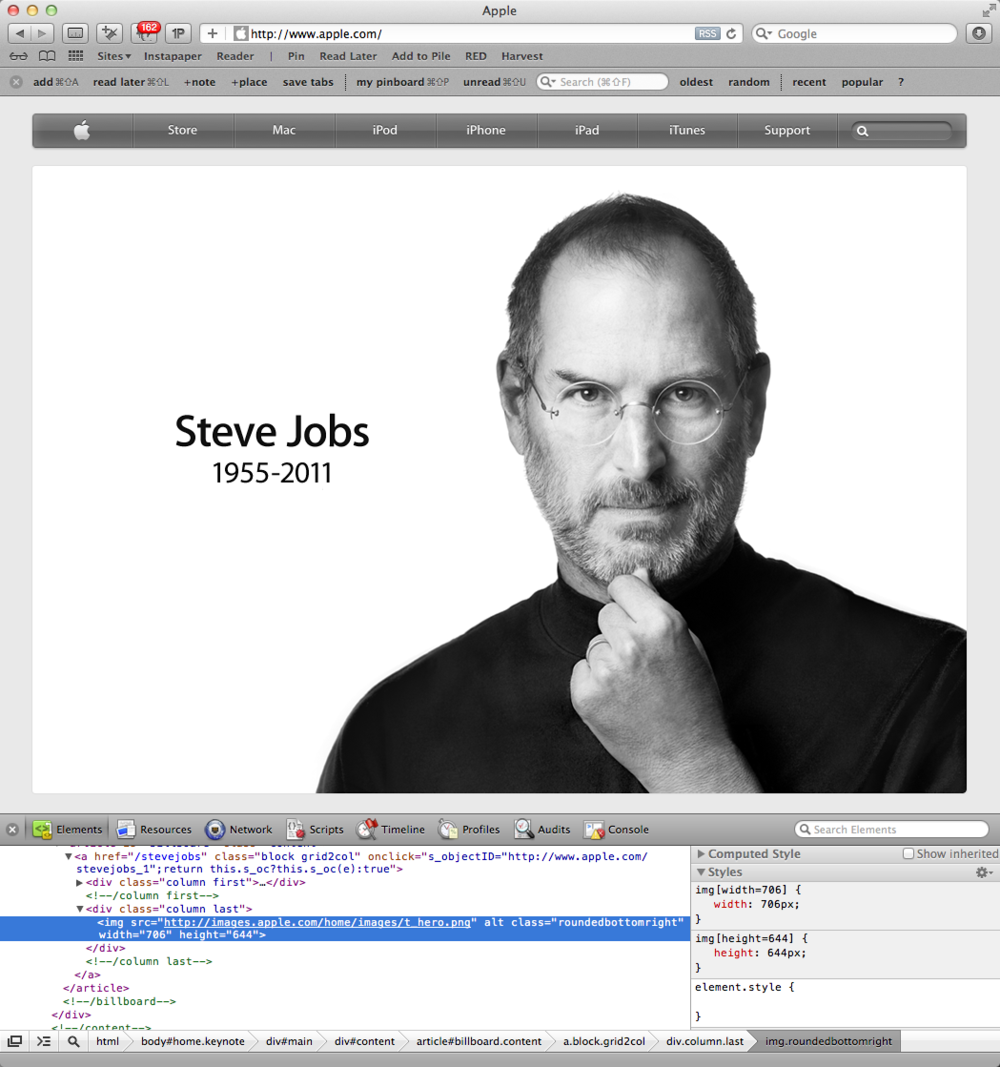 Apple
162
1P
http://www.apple.com/
RSS
Google
Sites▾ Instapaper Reader | Pin Read Later Add to Pile RED Harvest
add⌘⇧A read later⌘⇧L +note +place save tabs my pinboard⌘⇧P unread⌘⇧U Search (⌘⇧F) oldest random recent popular ?
Store Mac iPod iPhone iPad iTunes Support
Steve Jobs
1955-2011
Elements Resources Network Scripts Timeline Profiles Audits Console Search Elements
▼<a href="/stevejobs" class="block grid2col" onclick="s_objectID="http://www.apple.com/
stevejobs_1";return this.s_oc?this.s_oc(e):true">
▶<div class="column first">…</div>
<!--/column first-->
▼<div class="column last">
<img src="http://images.apple.com/home/images/t_hero.png" alt class="roundedbottomright"
width="706" height="644">
</div>
<!--/column last-->
</a>
</article>
<!--/billboard-->
</div>
<!--/content-->
▶Computed Style Show inherited
▼Styles
img[width=706] {
width: 706px;
}
img[height=644] {
height: 644px;
}
element.style {
}
html body#home.keynote div#main div#content article#billboard.content a.block.grid2col div.column.last img.roundedbottomright